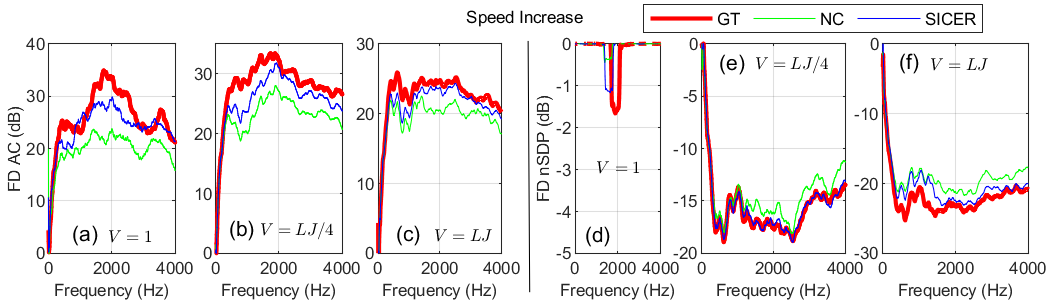 Speed Increase
GT NC SICER
FD AC (dB)
40
30
20
10
0
(a) V = 1
0 2000 4000
Frequency (Hz)
30
20
10
0
(b) V = LJ/4
0 2000 4000
Frequency (Hz)
30
20
10
0
(c) V = LJ
0 2000 4000
Frequency (Hz)
FD nSDP (dB)
0
-1
-2
-3
-4
-5
V = 1
(d)
0 2000 4000
Frequency (Hz)
0
-5
-10
-15
-20
(e) V = LJ/4
0 2000 4000
Frequency (Hz)
0
-10
-20
-30
(f) V = LJ
0 2000 4000
Frequency (Hz)